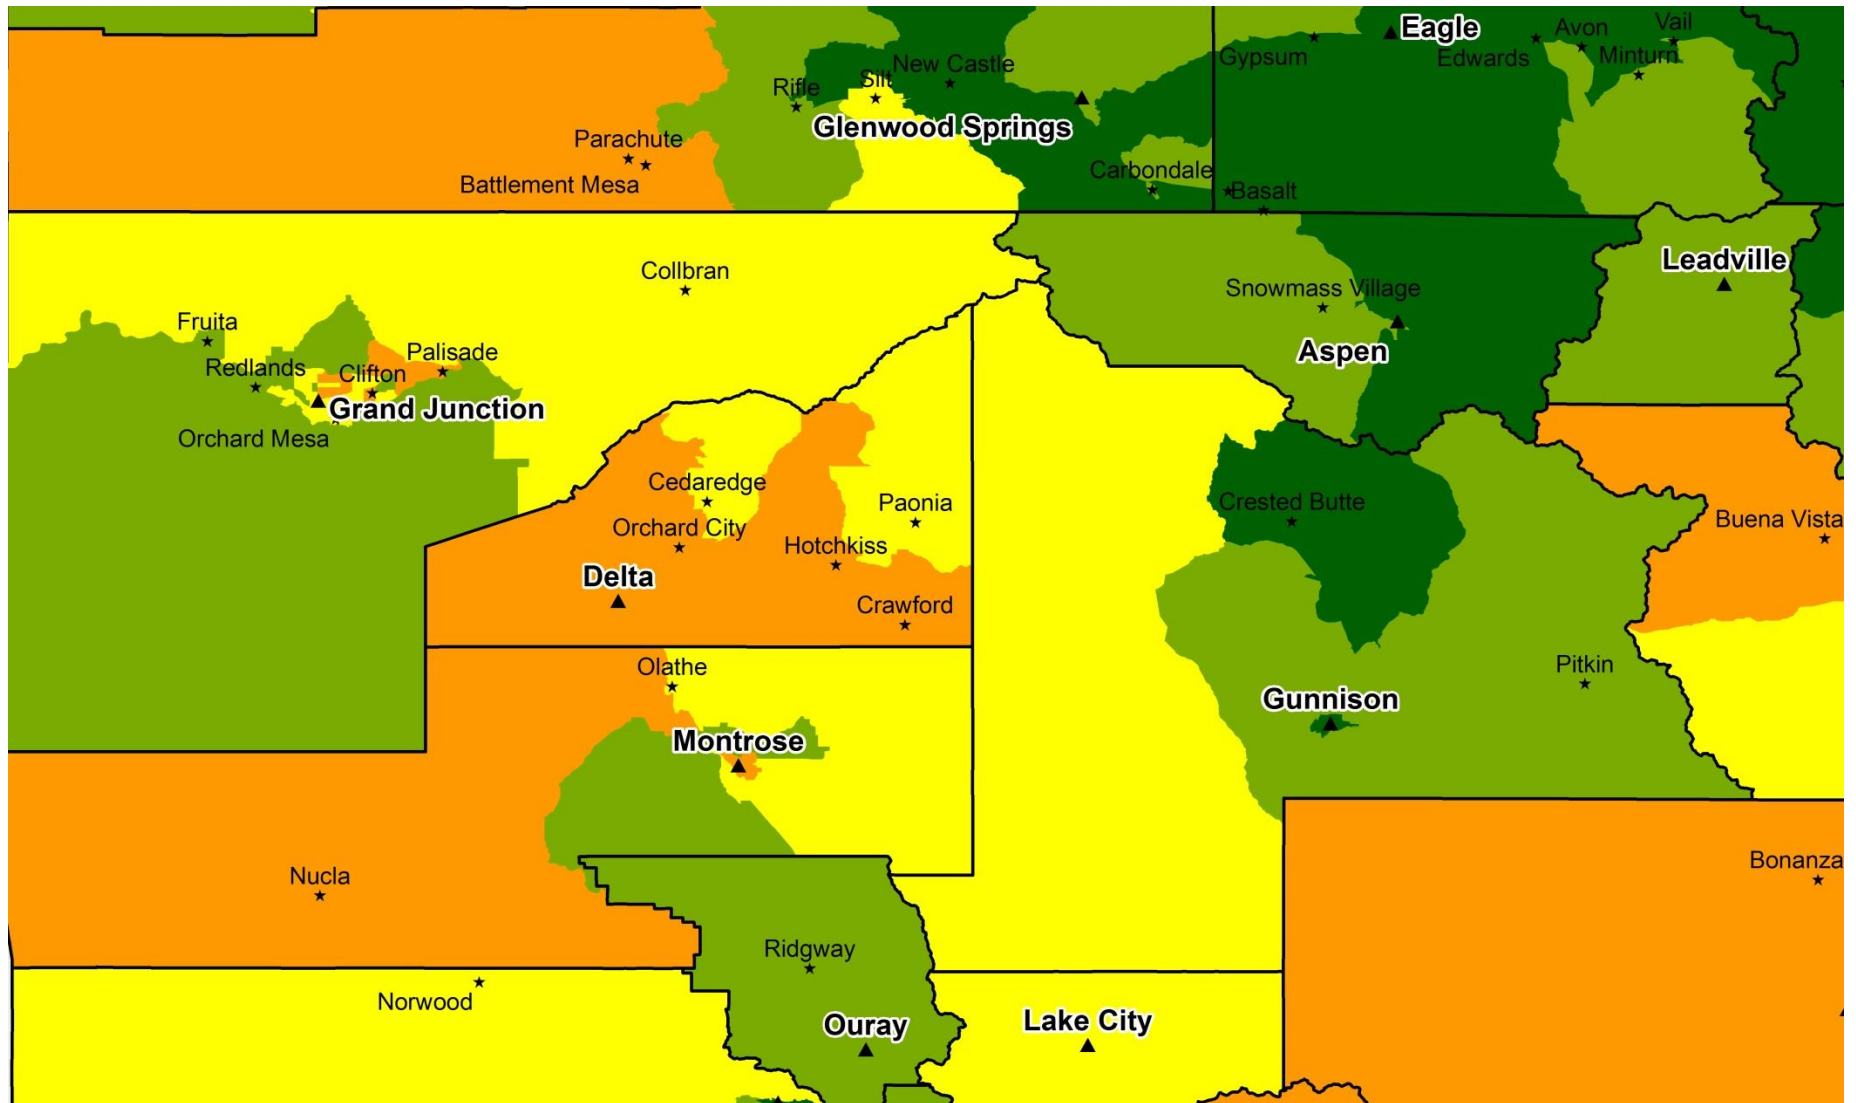 Vail
Eagle
Avon
Gypsum
Edwards
Minturn
New Castle
Silt
Rifle
Glenwood Springs
Parachute
Battlement Mesa
Carbondale
Basalt
Leadville
Collbran
Snowmass Village
Fruita
Redlands
Palisade
Clifton
Aspen
Grand Junction
Orchard Mesa
Cedaredge
Paonia
Crested Butte
Orchard City
Buena Vista
Hotchkiss
Delta
Crawford
Olathe
Pitkin
Gunnison
Montrose
Nucla
Bonanza
Ridgway
Norwood
Ouray
Lake City